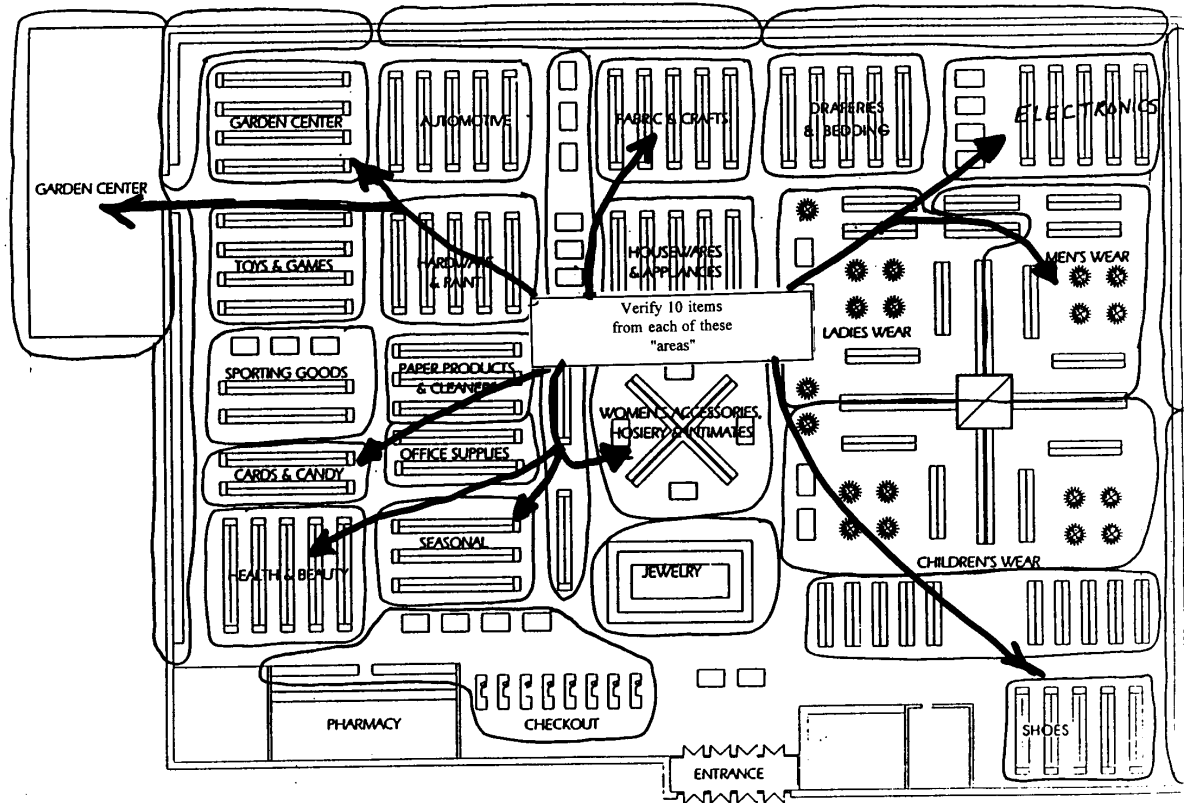 GARDEN CENTER
AUTOMOTIVE
FABRIC & CRAFTS
DRAPERIES
& BEDDING
ELECTRONICS
GARDEN CENTER
TOYS & GAMES
HARDWARE
& PAINT
HOUSEWARES
& APPLIANCES
MEN'S WEAR
Verify 10 items
from each of these
"areas"
LADIES WEAR
SPORTING GOODS
PAPER PRODUCTS
& CLEANERS
WOMEN'S ACCESSORIES,
HOSIERY & INTIMATES
OFFICE SUPPLIES
CARDS & CANDY
SEASONAL
HEALTH & BEAUTY
JEWELRY
CHILDREN'S WEAR
PHARMACY
CHECKOUT
SHOES
ENTRANCE